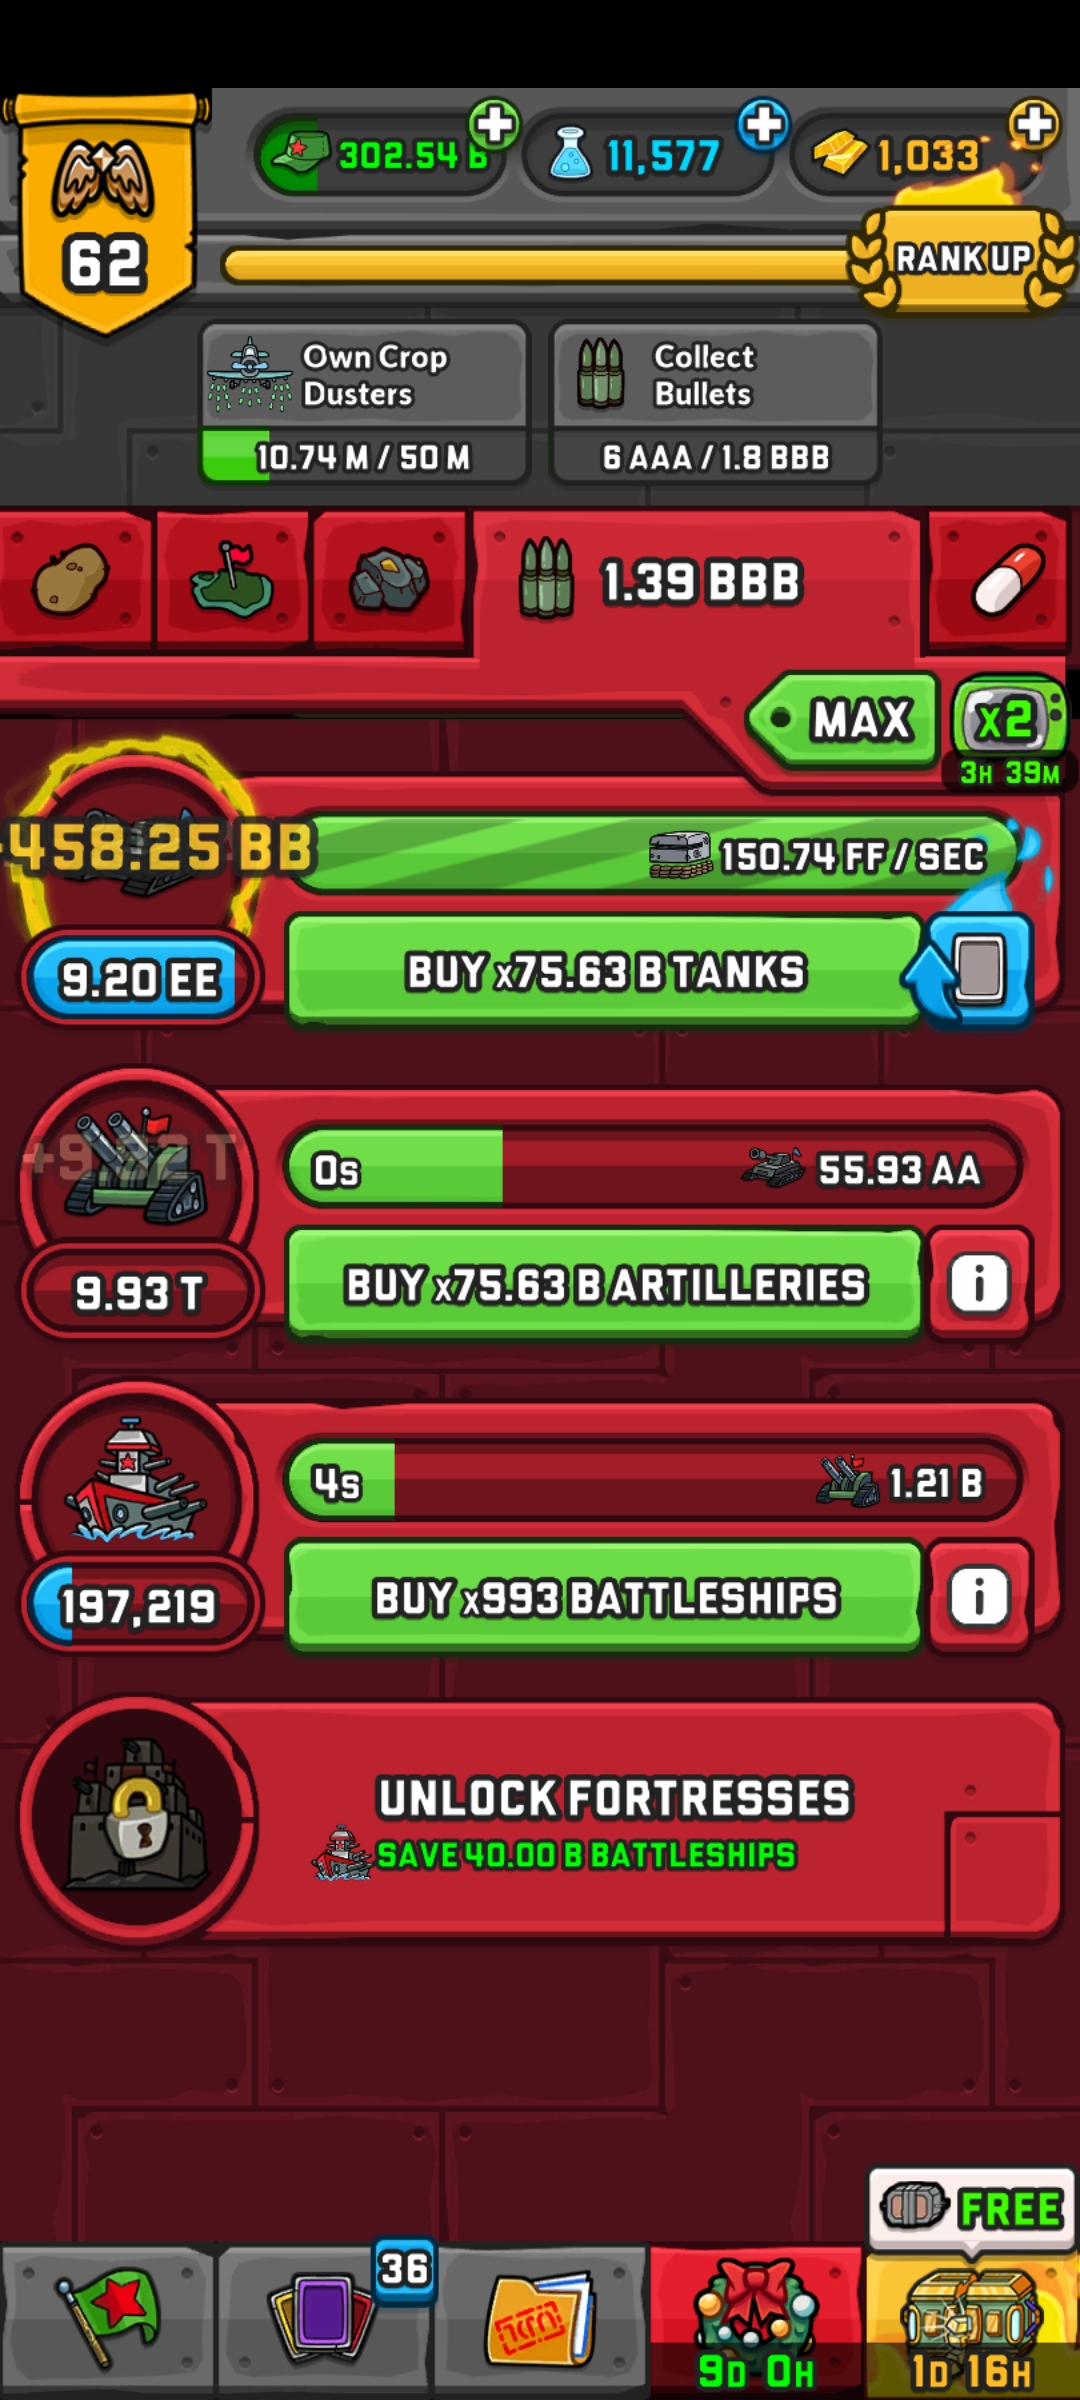 302.54 B
11,577
1,033
62
RANK UP
Own Crop
Dusters
10.74 M / 50 M
Collect
Bullets
6 AAA / 1.8 BBB
1.39 BBB
MAX
x2
3H 39M
458.25 BB
150.74 FF / SEC
9.20 EE
BUY x75.63 B TANKS
0s
55.93 AA
9.93 T
BUY x75.63 B ARTILLERIES
i
4s
1.21 B
197,219
BUY x993 BATTLESHIPS
i
UNLOCK FORTRESSES
SAVE 40.00 B BATTLESHIPS
FREE
36
9D 0H
1D 16H